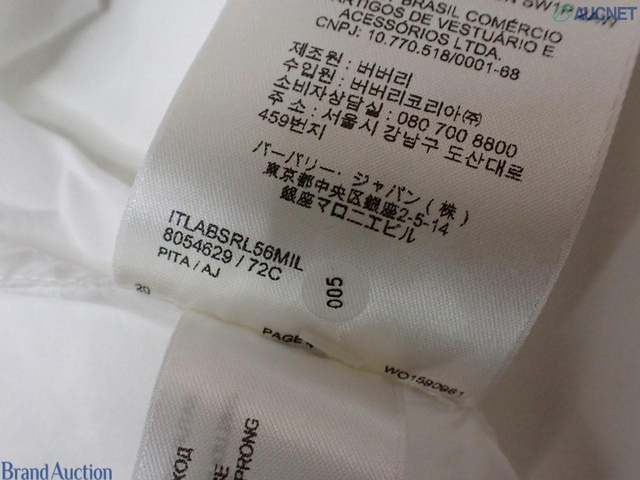 AUCNET
BRASIL COMÉRCIO
ARTIGOS DE VESTUÁRIO E
ACESSÓRIOS LTDA.
CNPJ: 10.770.518/0001-68
제조원 : 버버리
수입원 : 버버리코리아㈜
소비자상담실 : 080 700 8800
주 소 : 서울시 강남구 도산대로
459번지
バーバリー・ジャパン(株)
東京都中央区銀座2-5-14
銀座マロニエビル
ITLABSRL56MIL
8054629 / 72C
PITA / AJ
005
20
PAGE
WO1590961
PRONG
Brand Auction